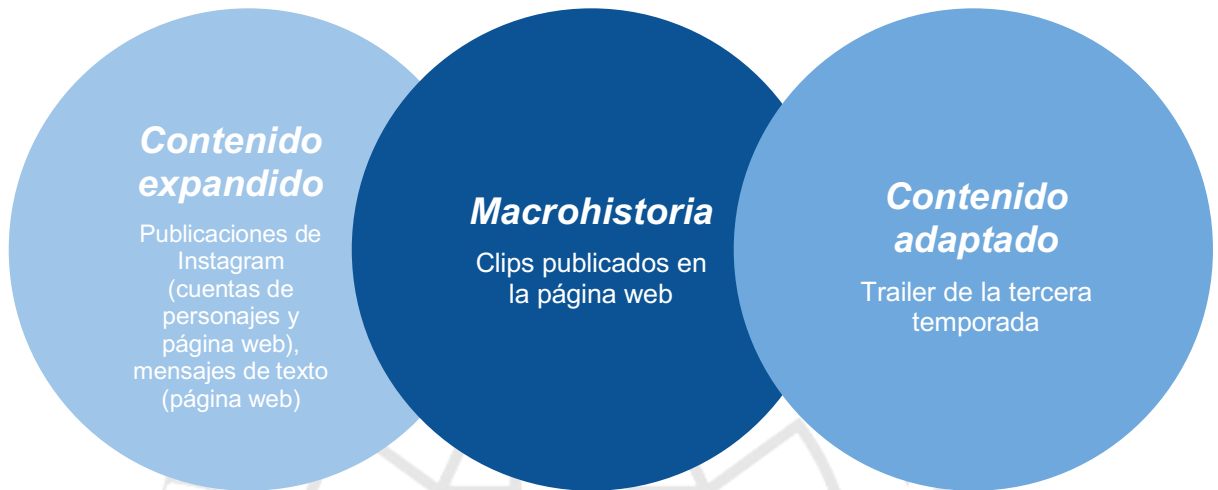 Contenido
expandido
Publicaciones de
Instagram
(cuentas de
personajes y
página web),
mensajes de texto
(página web)
Macrohistoria
Clips publicados en
la página web
Contenido
adaptado
Trailer de la tercera
temporada